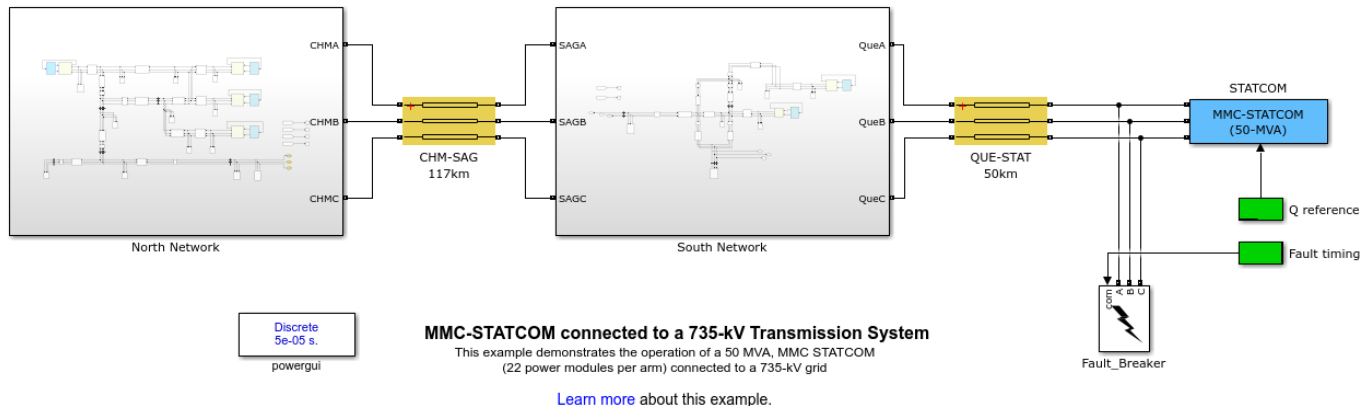 CHMA
CHMB
CHMC
North Network
CHM-SAG
117km
SAGA
SAGB
SAGC
QueA
QueB
QueC
South Network
QUE-STAT
50km
STATCOM
MMC-STATCOM
(50-MVA)
Q reference
Fault timing
com
A
B
C
Fault_Breaker
Discrete
5e-05 s.
powergui
MMC-STATCOM connected to a 735-kV Transmission System
This example demonstrates the operation of a 50 MVA, MMC STATCOM
(22 power modules per arm) connected to a 735-kV grid
Learn more about this example.